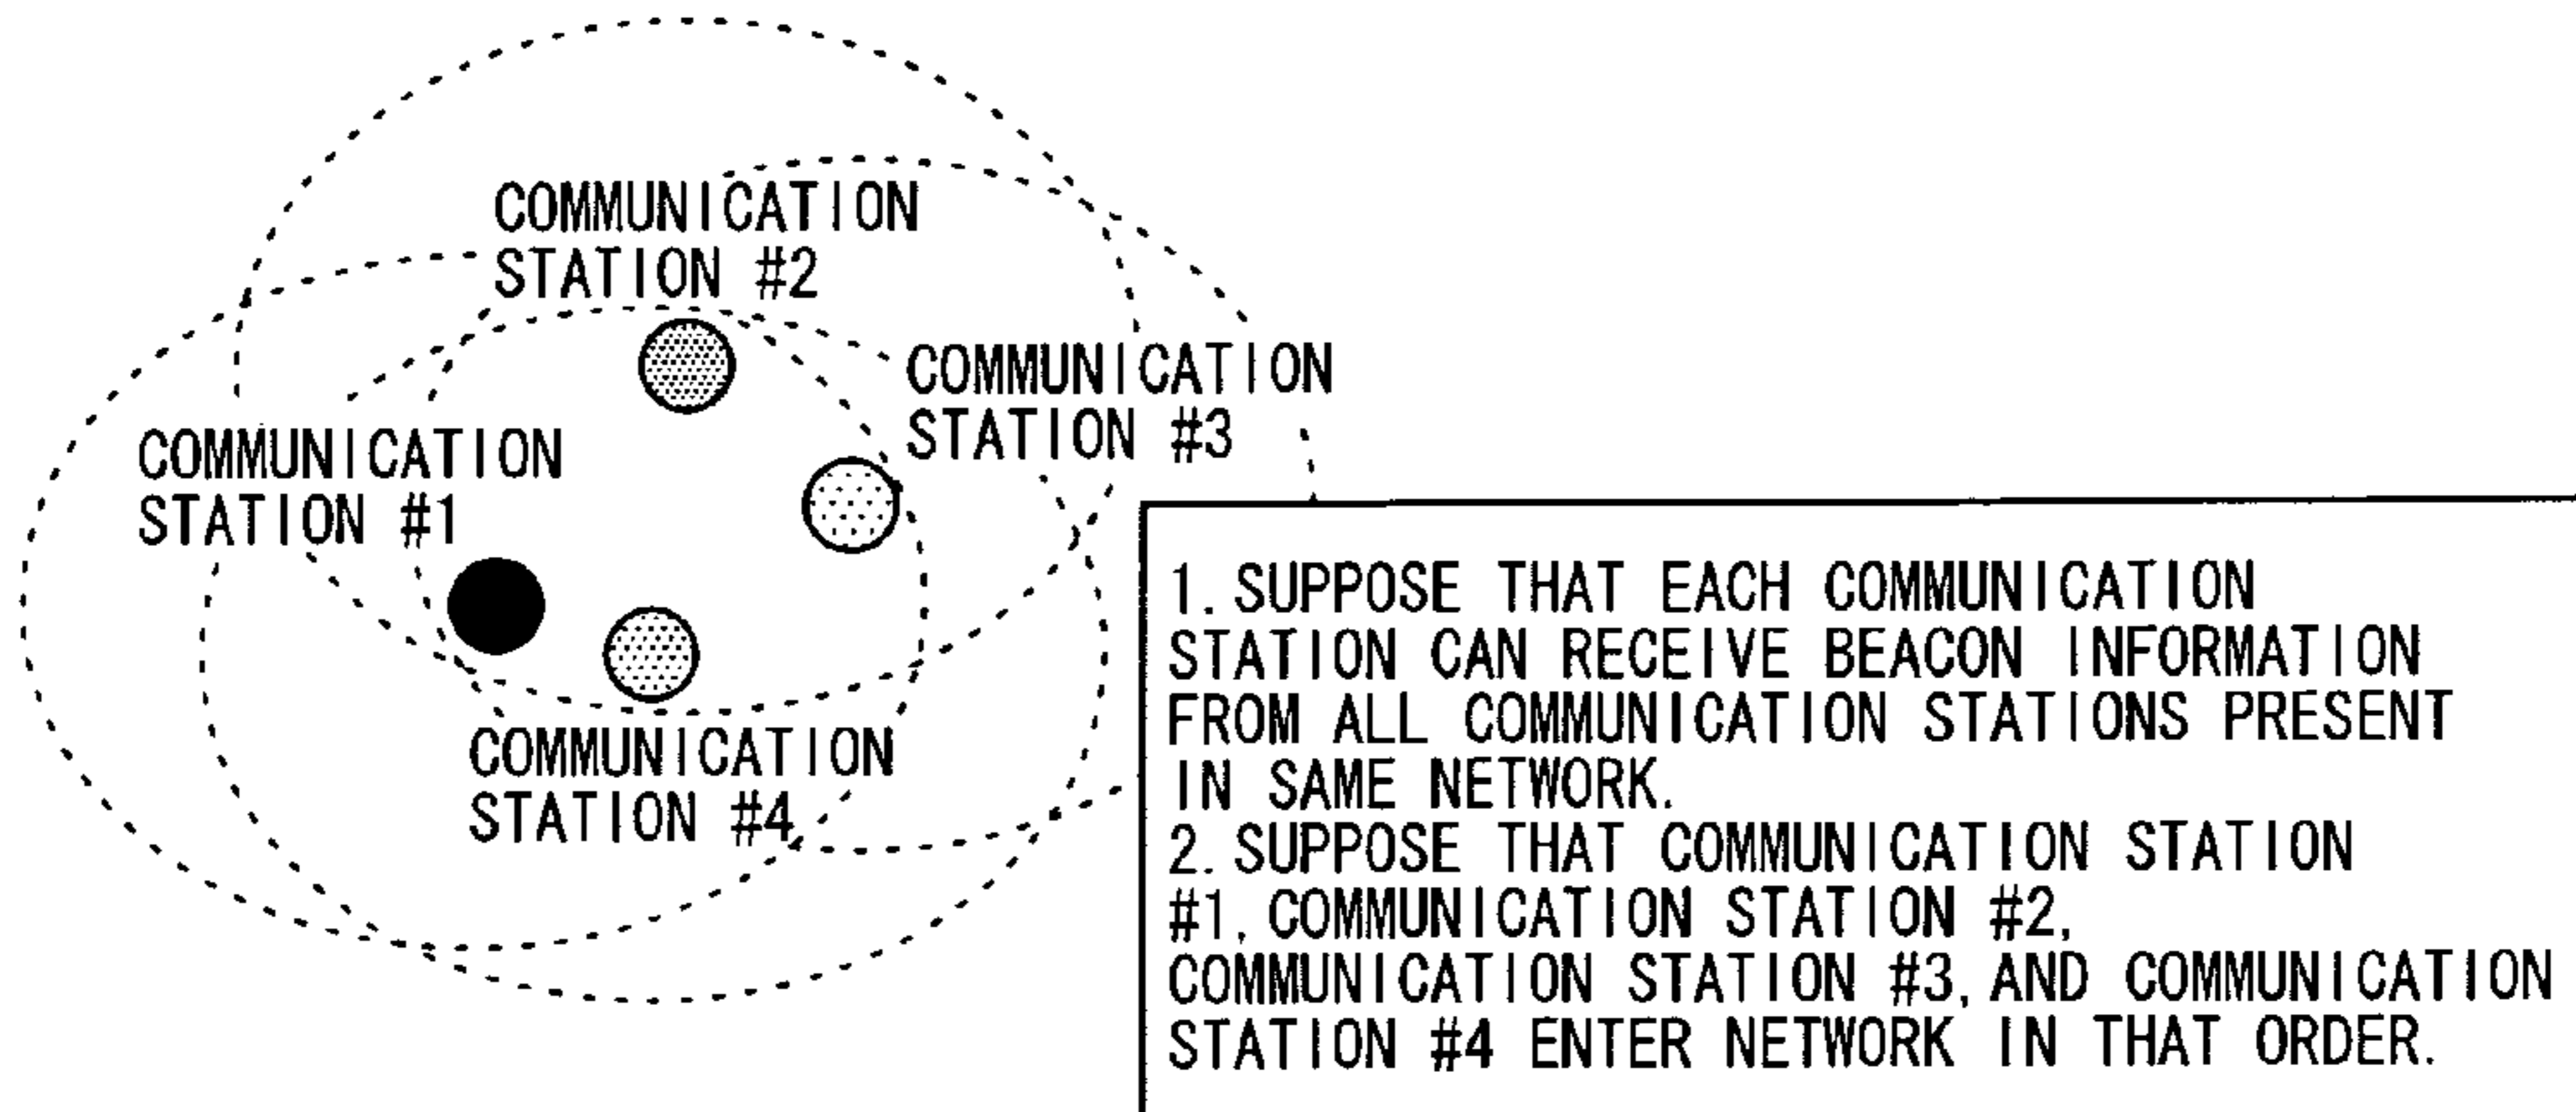 COMMUNICATION
STATION #2
COMMUNICATION
STATION #3
COMMUNICATION
STATION #1
COMMUNICATION
STATION #4
1. SUPPOSE THAT EACH COMMUNICATION
STATION CAN RECEIVE BEACON INFORMATION
FROM ALL COMMUNICATION STATIONS PRESENT
IN SAME NETWORK.
2. SUPPOSE THAT COMMUNICATION STATION
#1, COMMUNICATION STATION #2,
COMMUNICATION STATION #3, AND COMMUNICATION
STATION #4 ENTER NETWORK IN THAT ORDER.